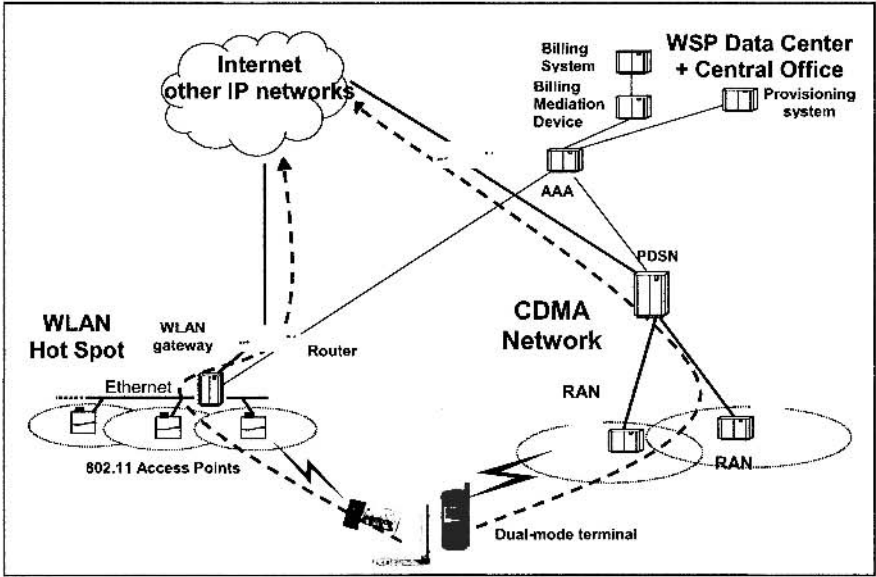 Internet
other IP networks
Billing
System
WSP Data Center
+ Central Office
Billing
Mediation
Device
Provisioning
system
AAA
PDSN
CDMA
Network
WLAN
Hot Spot
WLAN
gateway
Router
Ethernet
RAN
802.11 Access Points
RAN
Dual-mode terminal